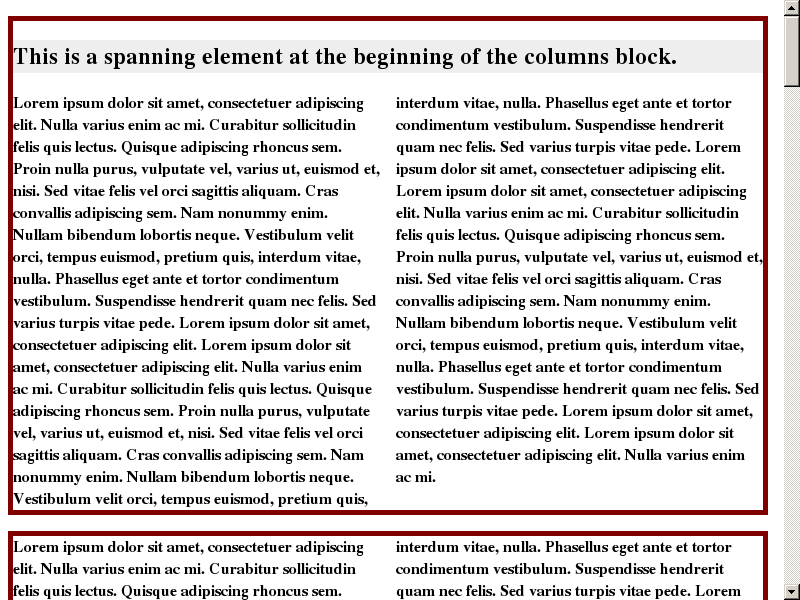 This is a spanning element at the beginning of the columns block.
Lorem ipsum dolor sit amet, consectetuer adipiscing
elit. Nulla varius enim ac mi. Curabitur sollicitudin
felis quis lectus. Quisque adipiscing rhoncus sem.
Proin nulla purus, vulputate vel, varius ut, euismod et,
nisi. Sed vitae felis vel orci sagittis aliquam. Cras
convallis adipiscing sem. Nam nonummy enim.
Nullam bibendum lobortis neque. Vestibulum velit
orci, tempus euismod, pretium quis, interdum vitae,
nulla. Phasellus eget ante et tortor condimentum
vestibulum. Suspendisse hendrerit quam nec felis. Sed
varius turpis vitae pede. Lorem ipsum dolor sit amet,
consectetuer adipiscing elit. Lorem ipsum dolor sit
amet, consectetuer adipiscing elit. Nulla varius enim
ac mi. Curabitur sollicitudin felis quis lectus. Quisque
adipiscing rhoncus sem. Proin nulla purus, vulputate
vel, varius ut, euismod et, nisi. Sed vitae felis vel orci
sagittis aliquam. Cras convallis adipiscing sem. Nam
nonummy enim. Nullam bibendum lobortis neque.
Vestibulum velit orci, tempus euismod, pretium quis,
interdum vitae, nulla. Phasellus eget ante et tortor
condimentum vestibulum. Suspendisse hendrerit
quam nec felis. Sed varius turpis vitae pede. Lorem
ipsum dolor sit amet, consectetuer adipiscing elit.
Lorem ipsum dolor sit amet, consectetuer adipiscing
elit. Nulla varius enim ac mi. Curabitur sollicitudin
felis quis lectus. Quisque adipiscing rhoncus sem.
Proin nulla purus, vulputate vel, varius ut, euismod et,
nisi. Sed vitae felis vel orci sagittis aliquam. Cras
convallis adipiscing sem. Nam nonummy enim.
Nullam bibendum lobortis neque. Vestibulum velit
orci, tempus euismod, pretium quis, interdum vitae,
nulla. Phasellus eget ante et tortor condimentum
vestibulum. Suspendisse hendrerit quam nec felis. Sed
varius turpis vitae pede. Lorem ipsum dolor sit amet,
consectetuer adipiscing elit. Lorem ipsum dolor sit
amet, consectetuer adipiscing elit. Nulla varius enim
ac mi.
Lorem ipsum dolor sit amet, consectetuer adipiscing
elit. Nulla varius enim ac mi. Curabitur sollicitudin
felis quis lectus. Quisque adipiscing rhoncus sem.
interdum vitae, nulla. Phasellus eget ante et tortor
condimentum vestibulum. Suspendisse hendrerit
quam nec felis. Sed varius turpis vitae pede. Lorem